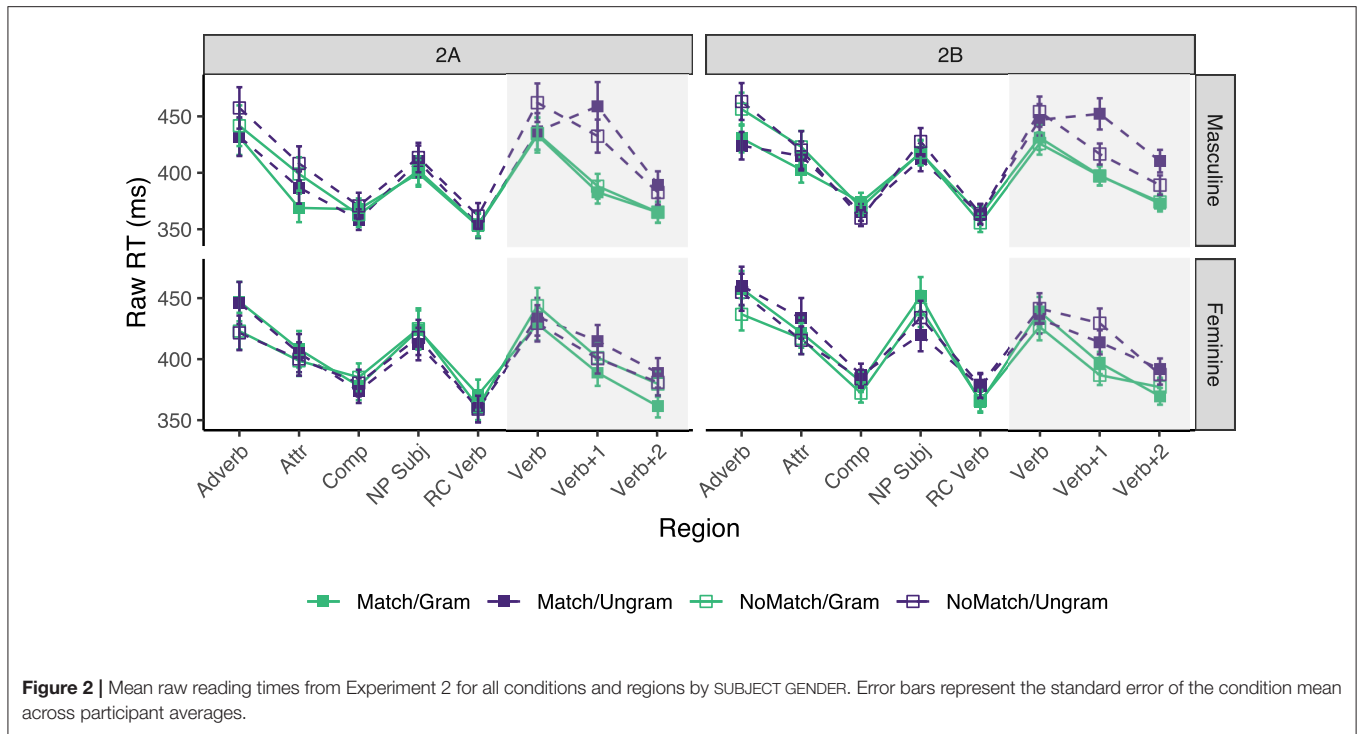 2A
2B
450
400
350
Masculine
450
400
350
Feminine
Raw RT (ms)
Adverb
Attr
Comp
NP Subj
RC Verb
Verb
Verb+1
Verb+2
Adverb
Attr
Comp
NP Subj
RC Verb
Verb
Verb+1
Verb+2
Region
Match/Gram Match/Ungram NoMatch/Gram NoMatch/Ungram
Figure 2 | Mean raw reading times from Experiment 2 for all conditions and regions by SUBJECT GENDER. Error bars represent the standard error of the condition mean
across participant averages.